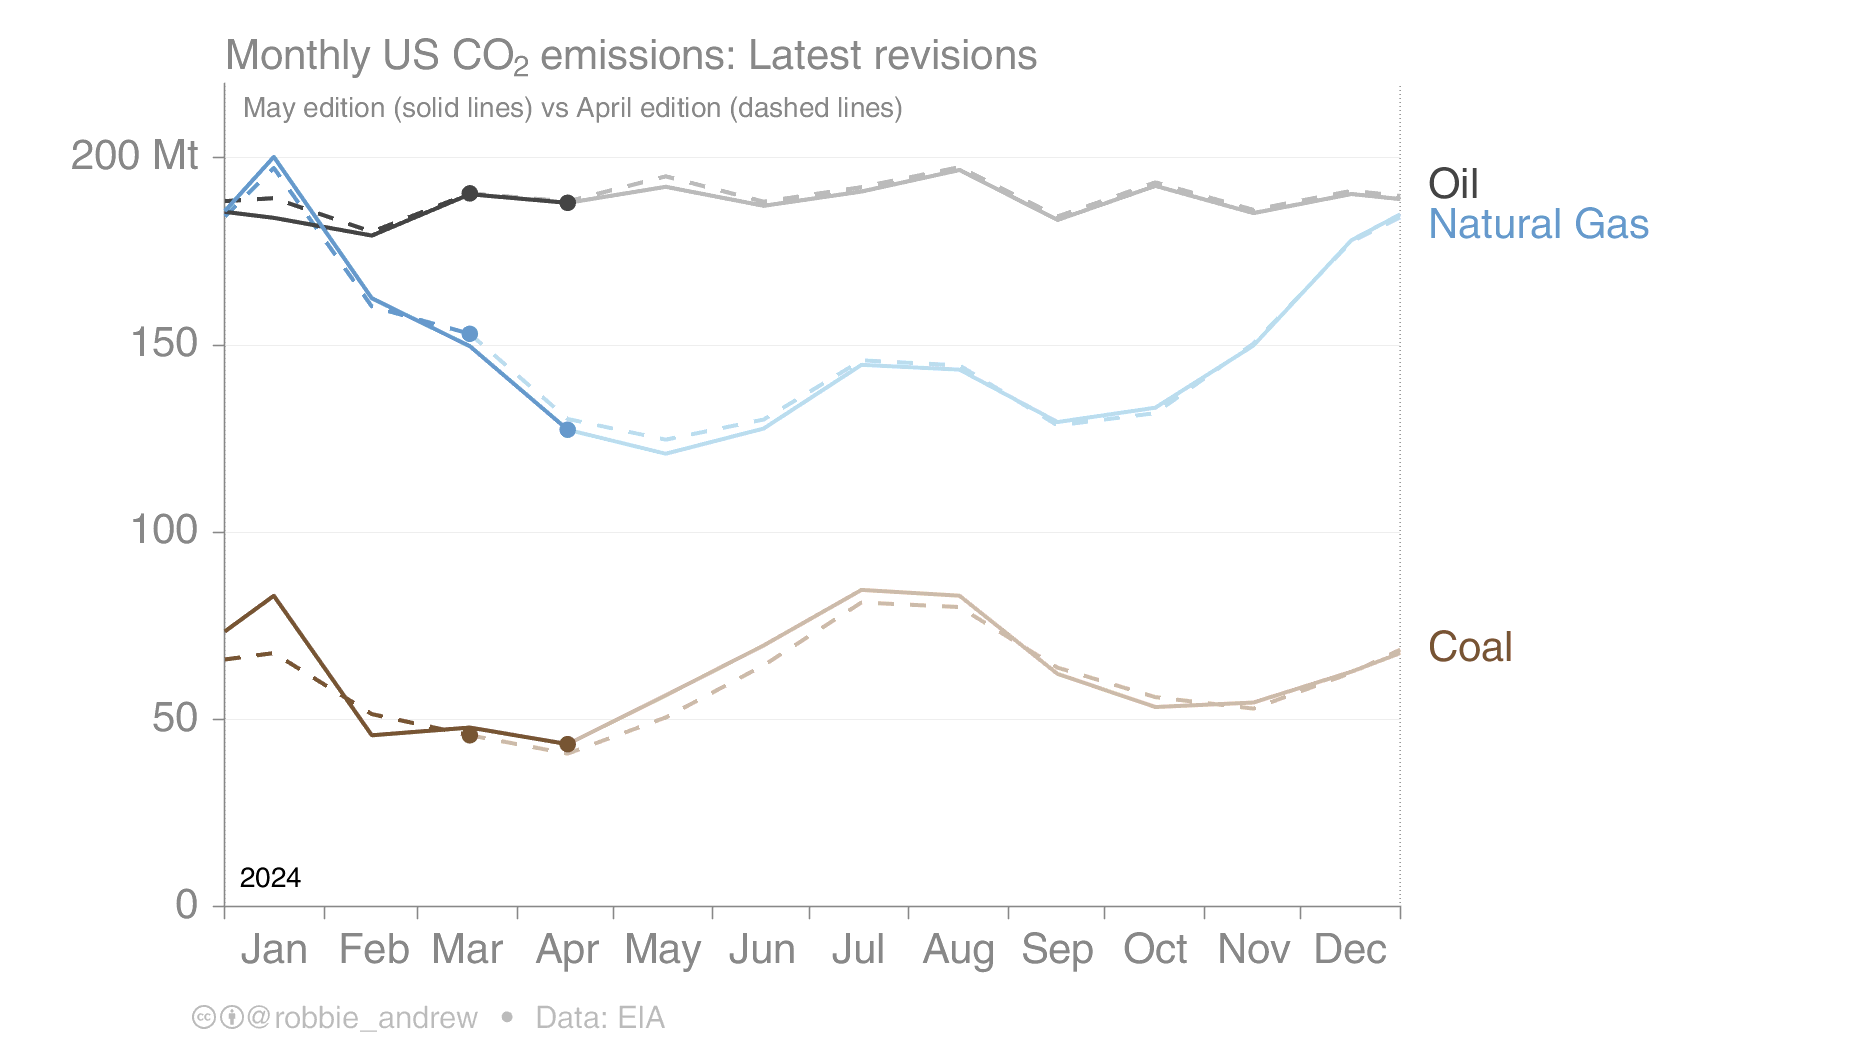 Monthly US CO₂ emissions: Latest revisions
May edition (solid lines) vs April edition (dashed lines)
200 Mt
150
100
50
0
Oil
Natural Gas
Coal
2024
Jan Feb Mar Apr May Jun Jul Aug Sep Oct Nov Dec
cc @robbie_andrew • Data: EIA